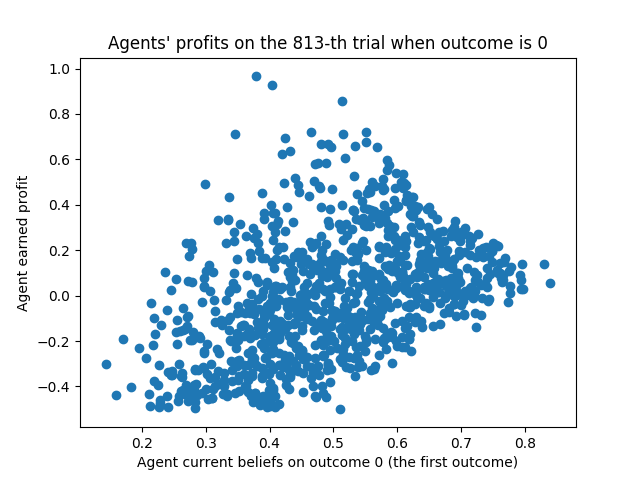 Agents' profits on the 813-th trial when outcome is 0
1.0
0.8
0.6
0.4
0.2
0.0
−0.2
−0.4
Agent earned profit
0.2 0.3 0.4 0.5 0.6 0.7 0.8
Agent current beliefs on outcome 0 (the first outcome)